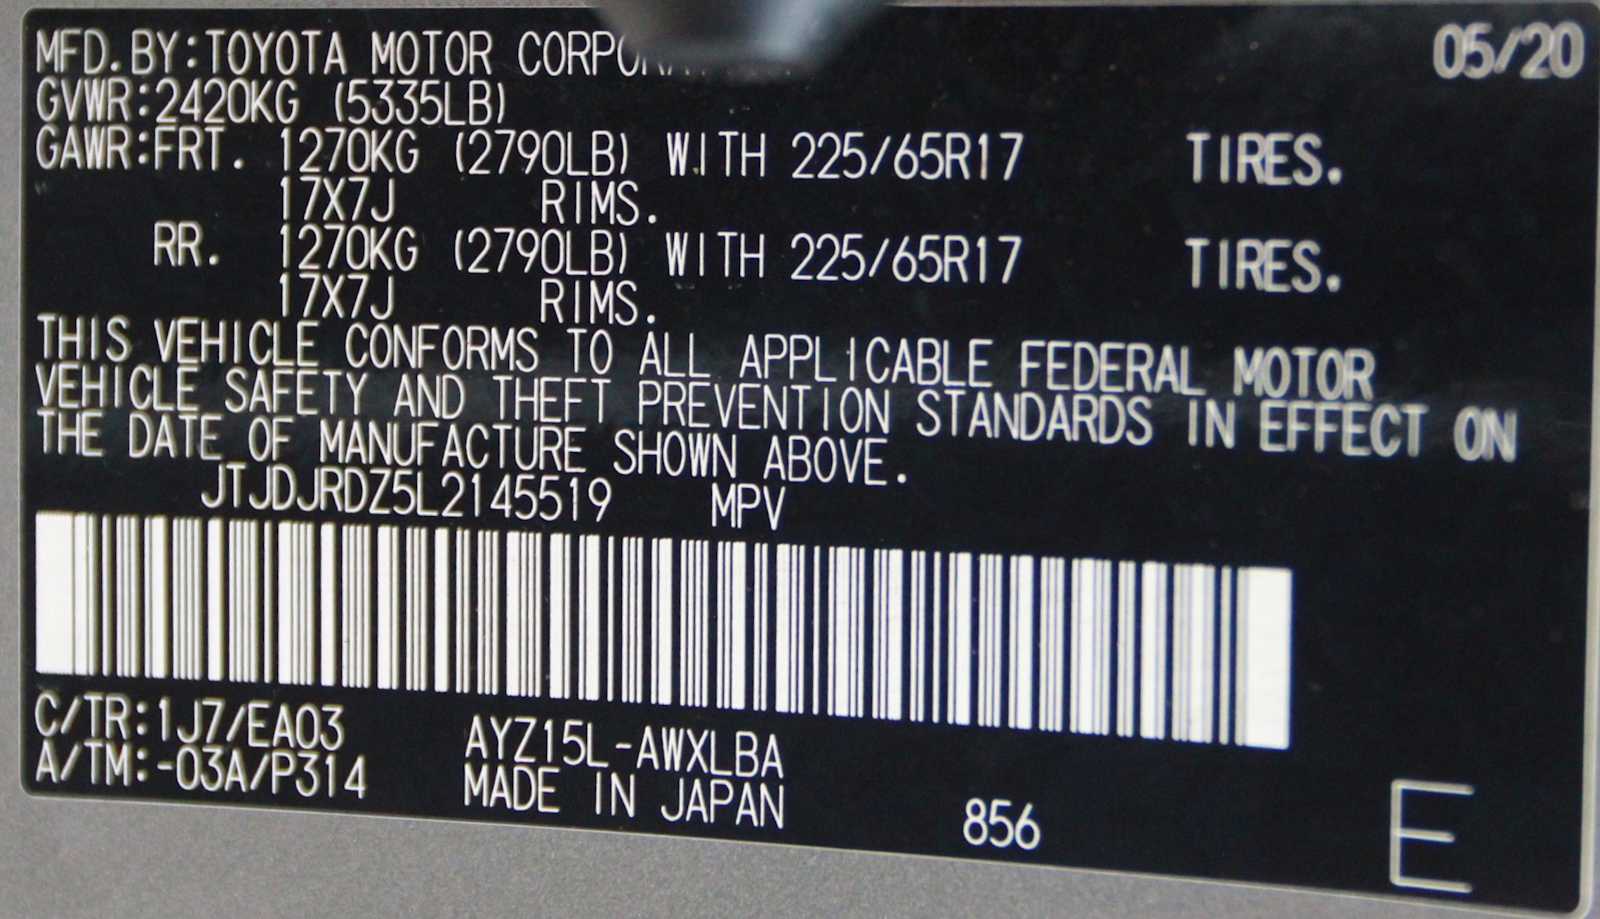 MFD.BY:TOYOTA MOTOR 05/20
GVWR:2420KG (5335LB)
GAWR:FRT. 1270KG (2790LB) WITH 225/65R17 TIRES.
17X7J RIMS.
RR. 1270KG (2790LB) WITH 225/65R17 TIRES.
17X7J RIMS.
THIS VEHICLE CONFORMS TO ALL APPLICABLE FEDERAL MOTOR
VEHICLE SAFETY AND THEFT PREVENTION STANDARDS IN EFFECT ON
THE DATE OF MANUFACTURE SHOWN ABOVE.
JTJDJRDZ5L2145519 MPV
C/TR:1J7/EA03 AYZ15L-AWXLBA
A/TM:-03A/P314 MADE IN JAPAN
856 E